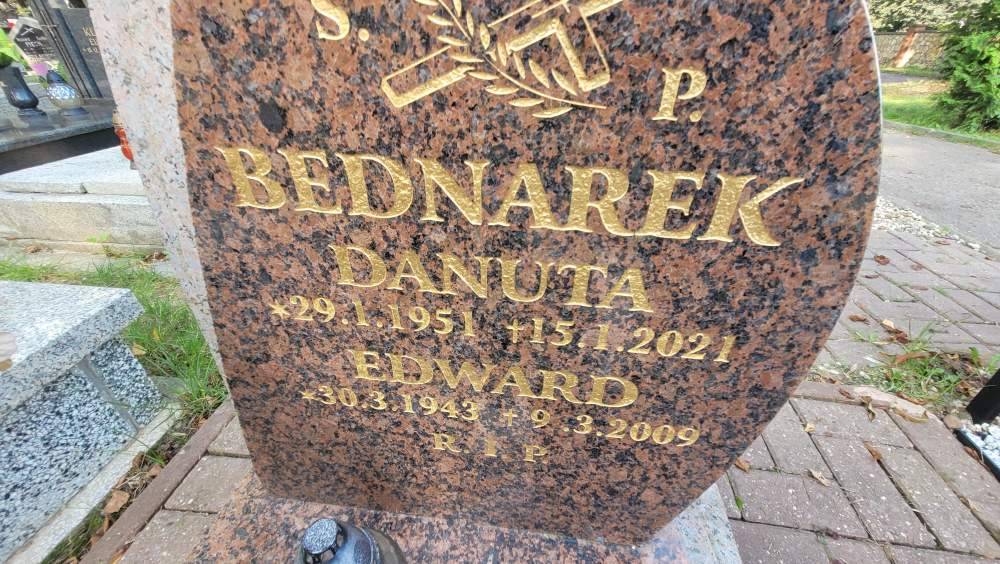 S. P.
BEDNAREK
DANUTA
*29.1.1951 †15.1.2021
EDWARD
*30.3.1943 † 9.3.2009
R. I. P.